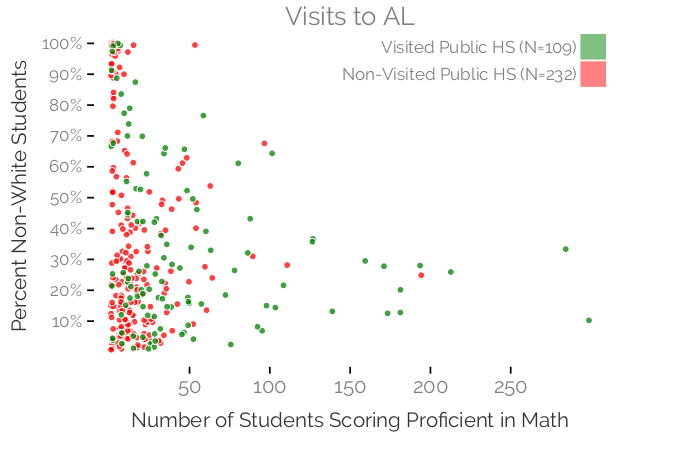 Visits to AL
Visited Public HS (N=109)
Non-Visited Public HS (N=232)
Percent Non-White Students
100%
90%
80%
70%
60%
50%
40%
30%
20%
10%
50 100 150 200 250
Number of Students Scoring Proficient in Math